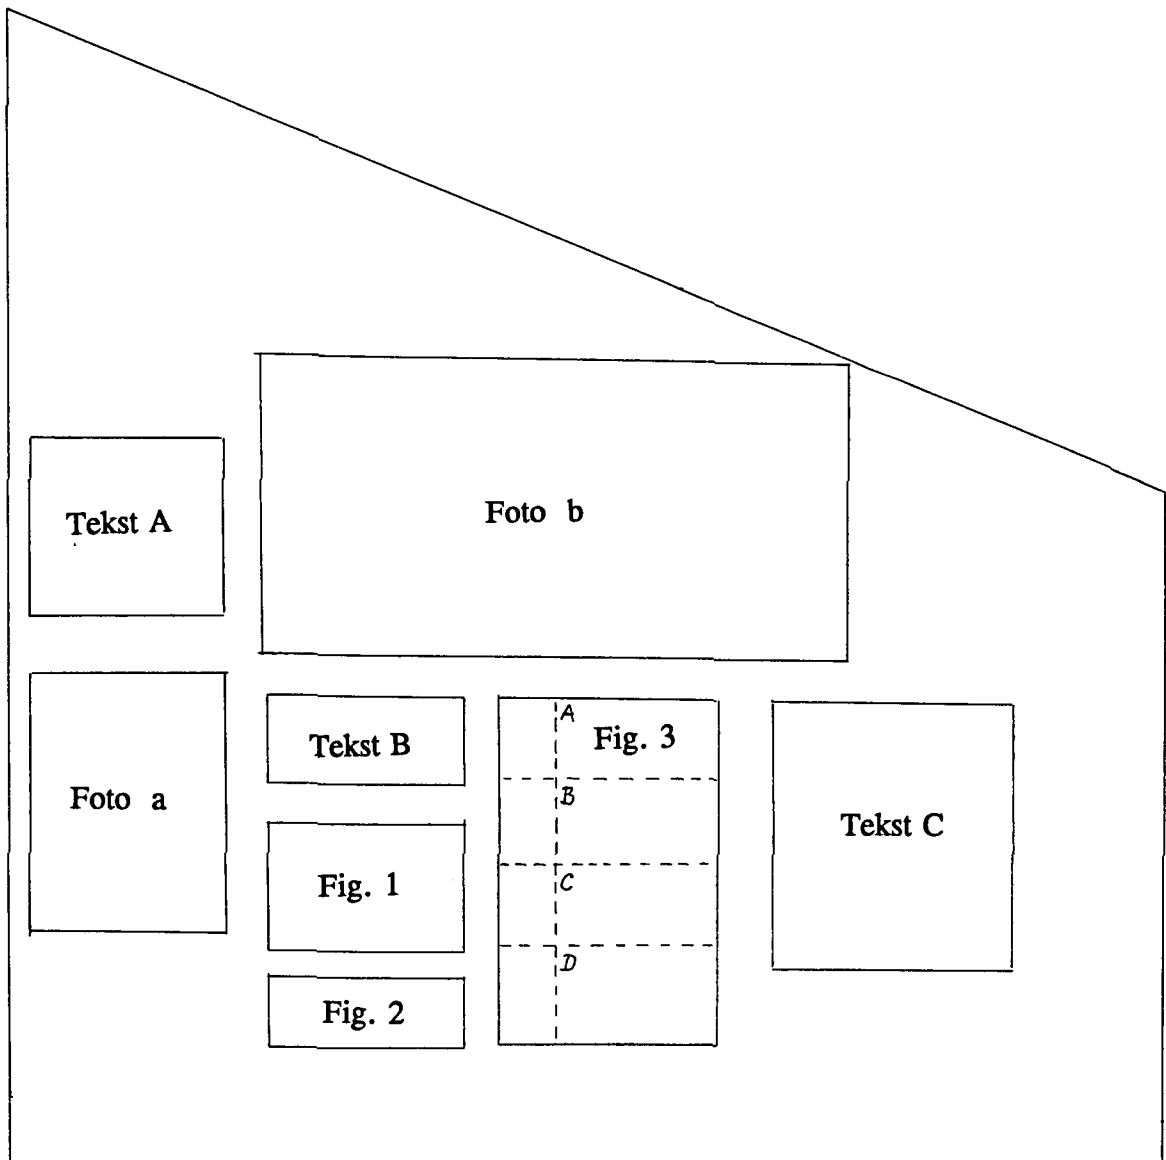 Tekst A
Foto b
Foto a
Tekst B
Fig. 1
Fig. 2
A
Fig. 3
B
C
D
Tekst C